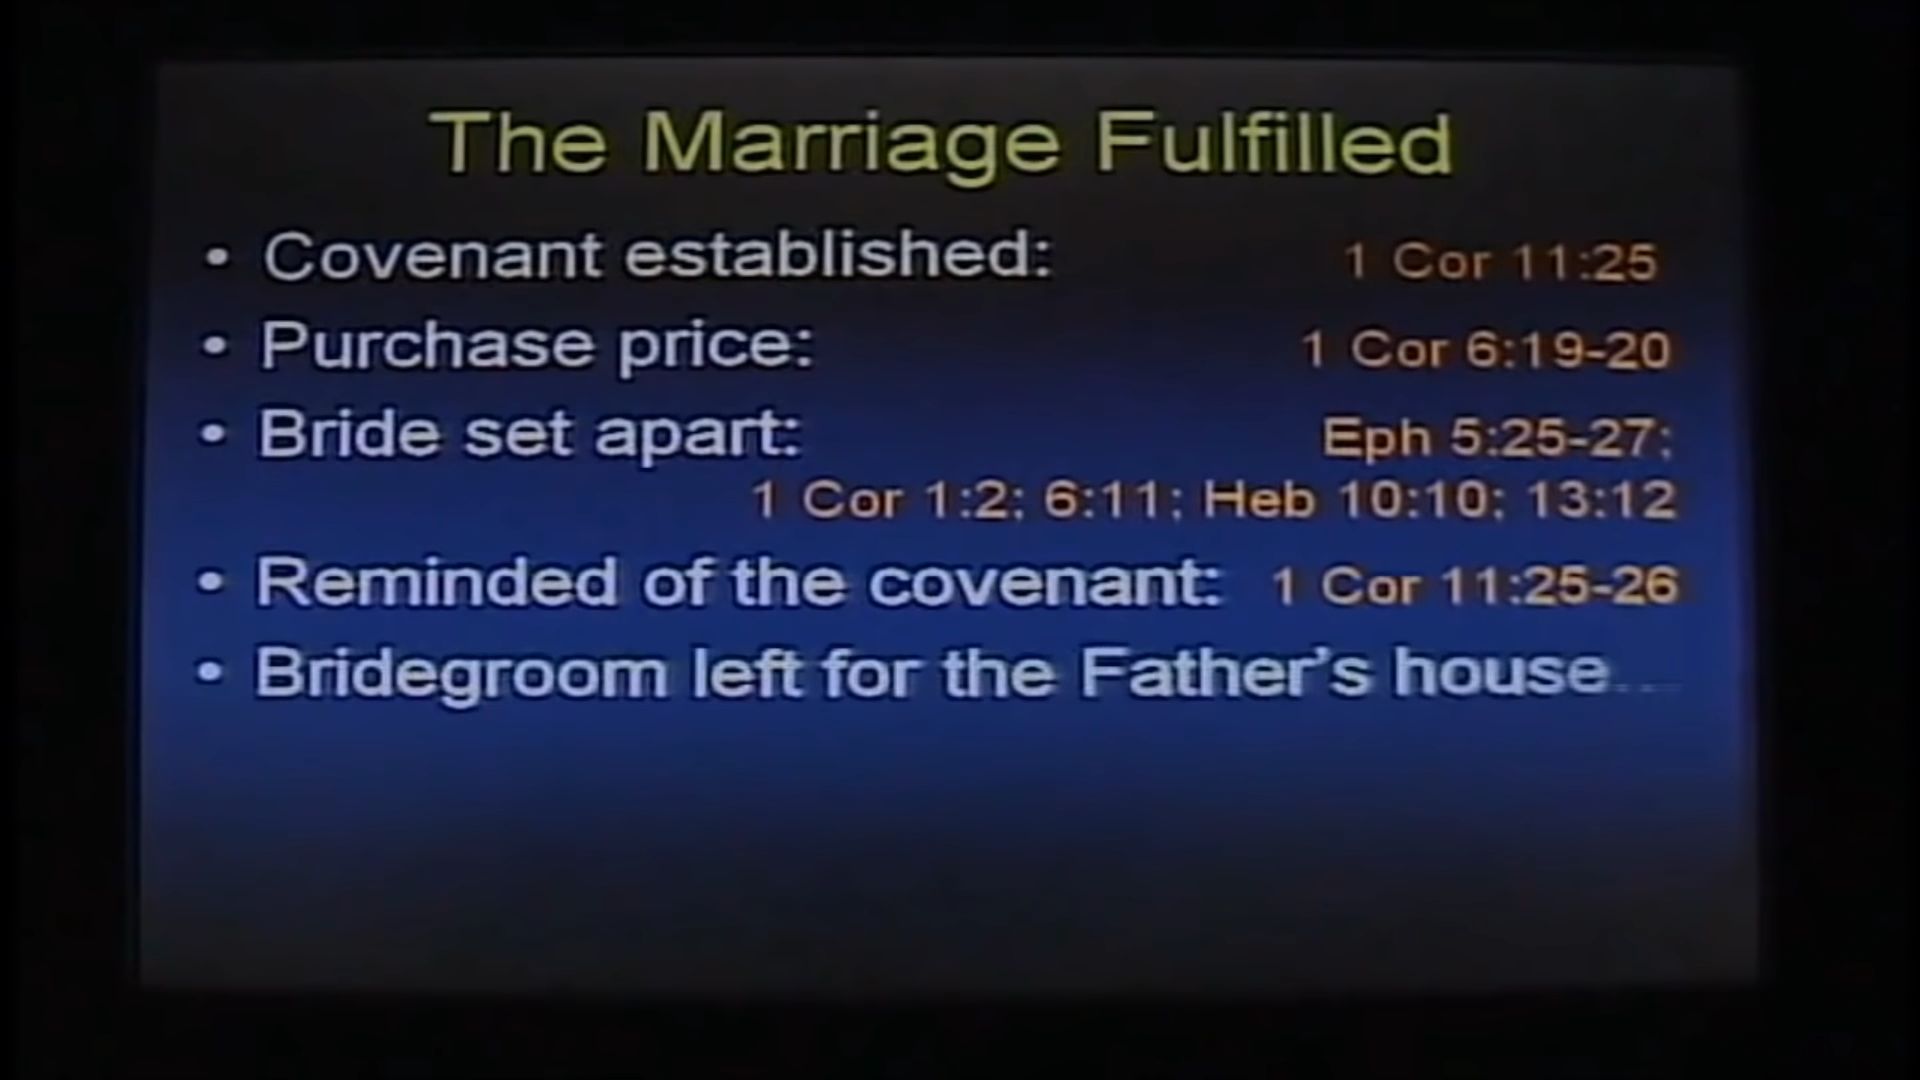 The Marriage Fulfilled
• Covenant established: 1 Cor 11:25
• Purchase price: 1 Cor 6:19-20
• Bride set apart: Eph 5:25-27;
1 Cor 1:2; 6:11; Heb 10:10; 13:12
• Reminded of the covenant: 1 Cor 11:25-26
• Bridegroom left for the Father's house...